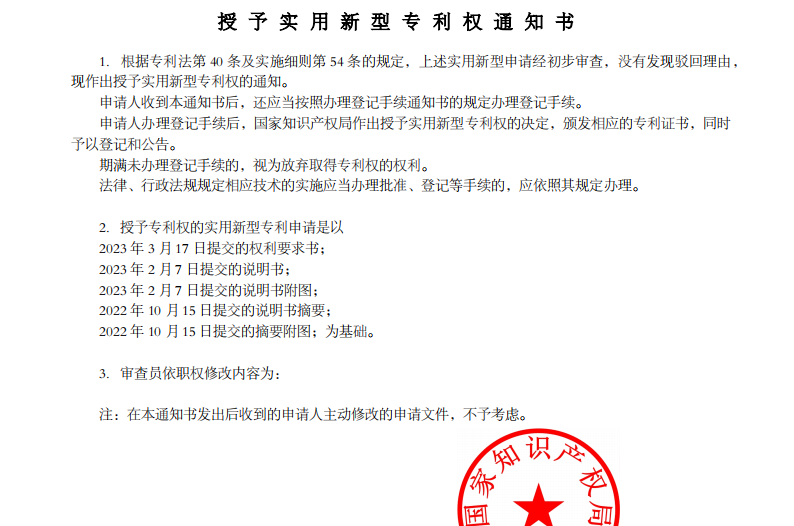 授予实用新型专利权通知书
1. 根据专利法第 40 条及实施细则第 54 条的规定，上述实用新型申请经初步审查，没有发现驳回理由，
现作出授予实用新型专利权的通知。
申请人收到本通知书后，还应当按照办理登记手续通知书的规定办理登记手续。
申请人办理登记手续后，国家知识产权局作出授予实用新型专利权的决定，颁发相应的专利证书，同时
予以登记和公告。
期满未办理登记手续的，视为放弃取得专利权的权利。
法律、行政法规规定相应技术的实施应当办理批准、登记等手续的，应依照其规定办理。
2. 授予专利权的实用新型专利申请是以
2023 年 3 月 17 日提交的权利要求书；
2023 年 2 月 7 日提交的说明书；
2023 年 2 月 7 日提交的说明书附图；
2022 年 10 月 15 日提交的说明书摘要；
2022 年 10 月 15 日提交的摘要附图；为基础。
3. 审查员依职权修改内容为：
注：在本通知书发出后收到的申请人主动修改的申请文件，不予考虑。
国家知识产权局